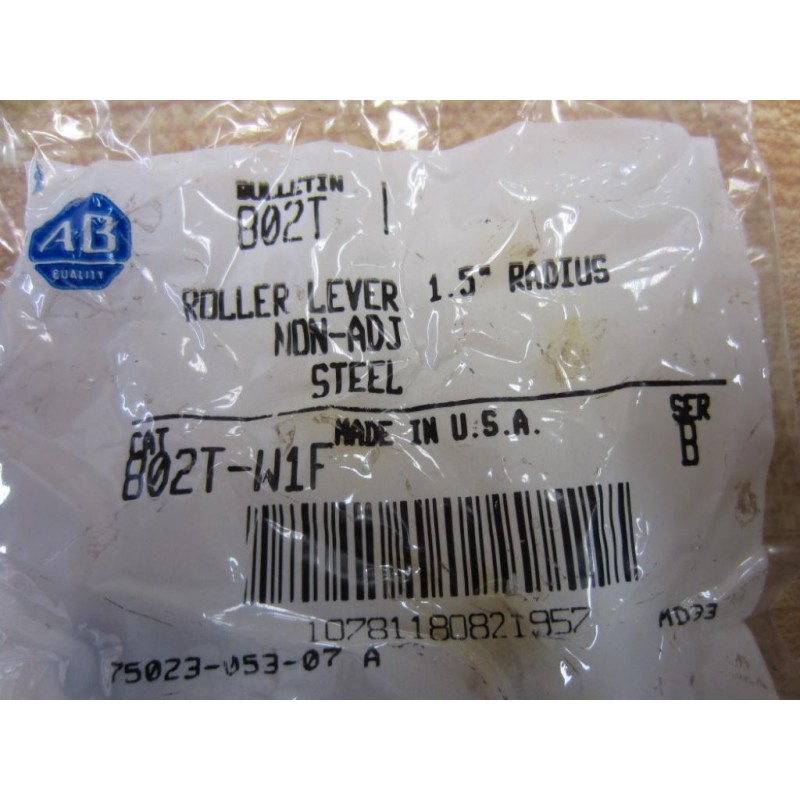 AB
QUALITY
BULLETIN
802T
ROLLER LEVER 1.5" RADIUS
NON-ADJ
STEEL
MADE IN U.S.A.
CAT
802T-W1F
SER
B
10781180821957
MD33
75023-053-07 A